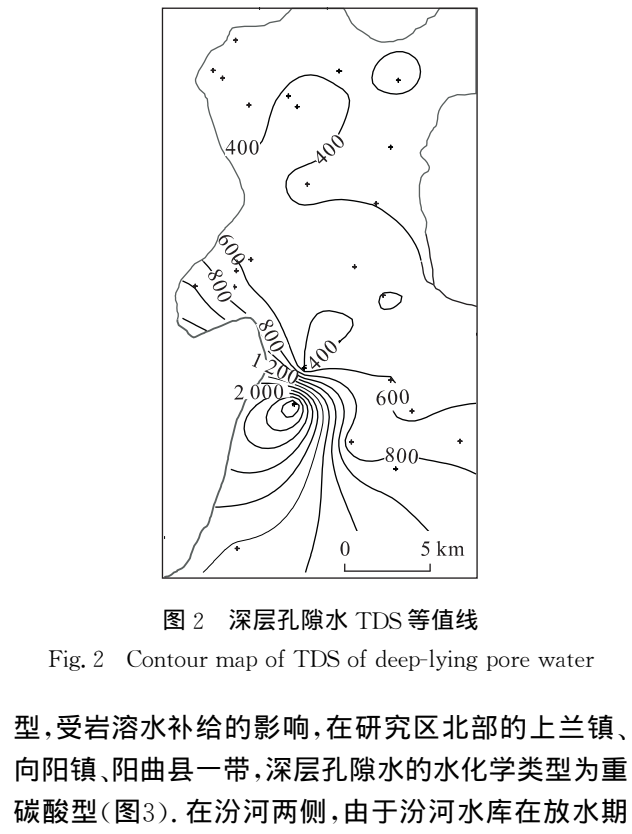 400
400
600
800
800
400
1 200
2 000
600
800
0 5 km
图 2 深层孔隙水 TDS 等值线
Fig. 2 Contour map of TDS of deep-lying pore water
型,受岩溶水补给的影响,在研究区北部的上兰镇、
向阳镇、阳曲县一带,深层孔隙水的水化学类型为重
碳酸型(图3). 在汾河两侧,由于汾河水库在放水期